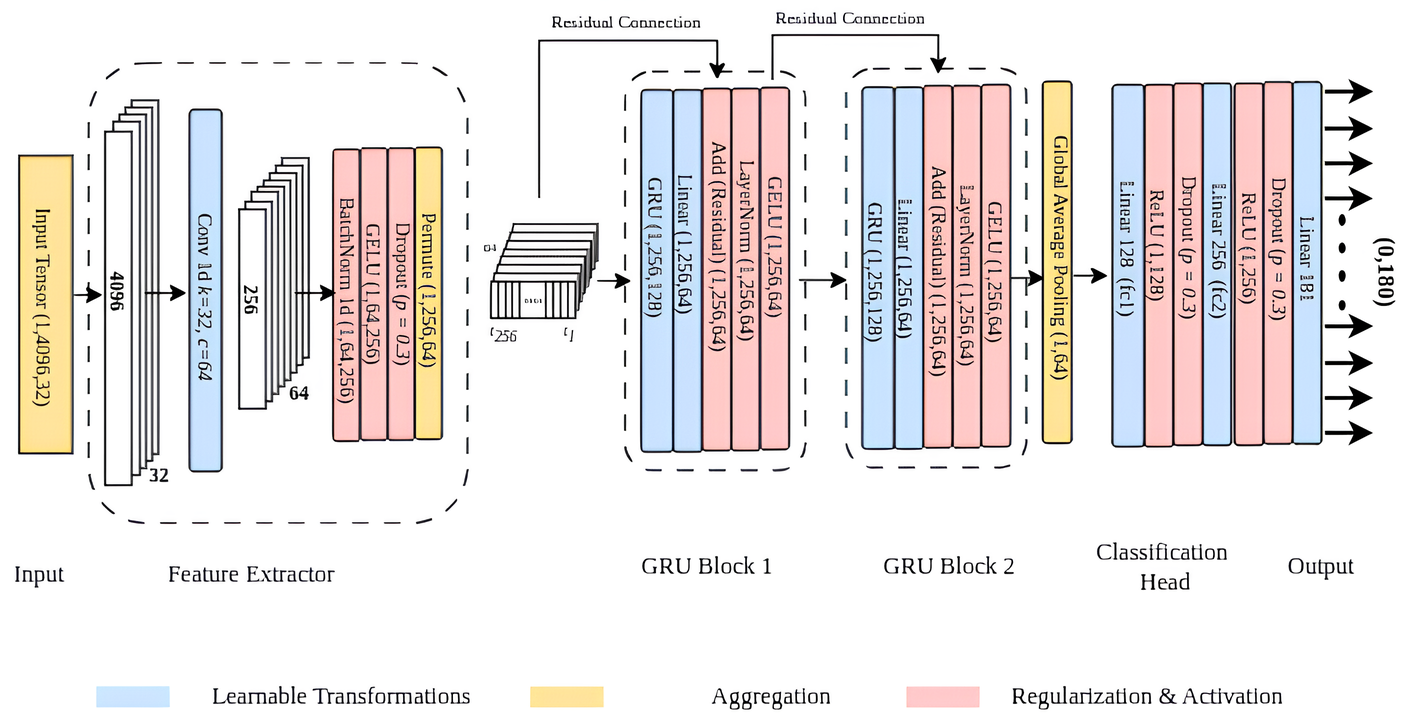 Residual Connection
Residual Connection
Input Tensor (1,4096,32)
4096
32
Conv 1d k=32, c=64
256
64
BatchNorm 1d (1,64,256)
GELU (1,64,256)
Dropout (p = 0.3)
Permute (1,256,64)
64
t256
t1
GRU (1,256,128)
Linear (1,256,64)
Add (Residual) (1,256,64)
LayerNorm (1,256,64)
GELU (1,256,64)
GRU (1,256,128)
Linear (1,256,64)
Add (Residual) (1,256,64)
LayerNorm (1,256,64)
GELU (1,256,64)
Global Average Pooling (1,64)
Linear 128 (fc1)
ReLU (1,128)
Dropout (p = 0.3)
Linear 256 (fc2)
ReLU (1,256)
Dropout (p = 0.3)
Linear 181
(0,180)
Input
Feature Extractor
GRU Block 1
GRU Block 2
Classification
Head
Output
Learnable Transformations
Aggregation
Regularization & Activation